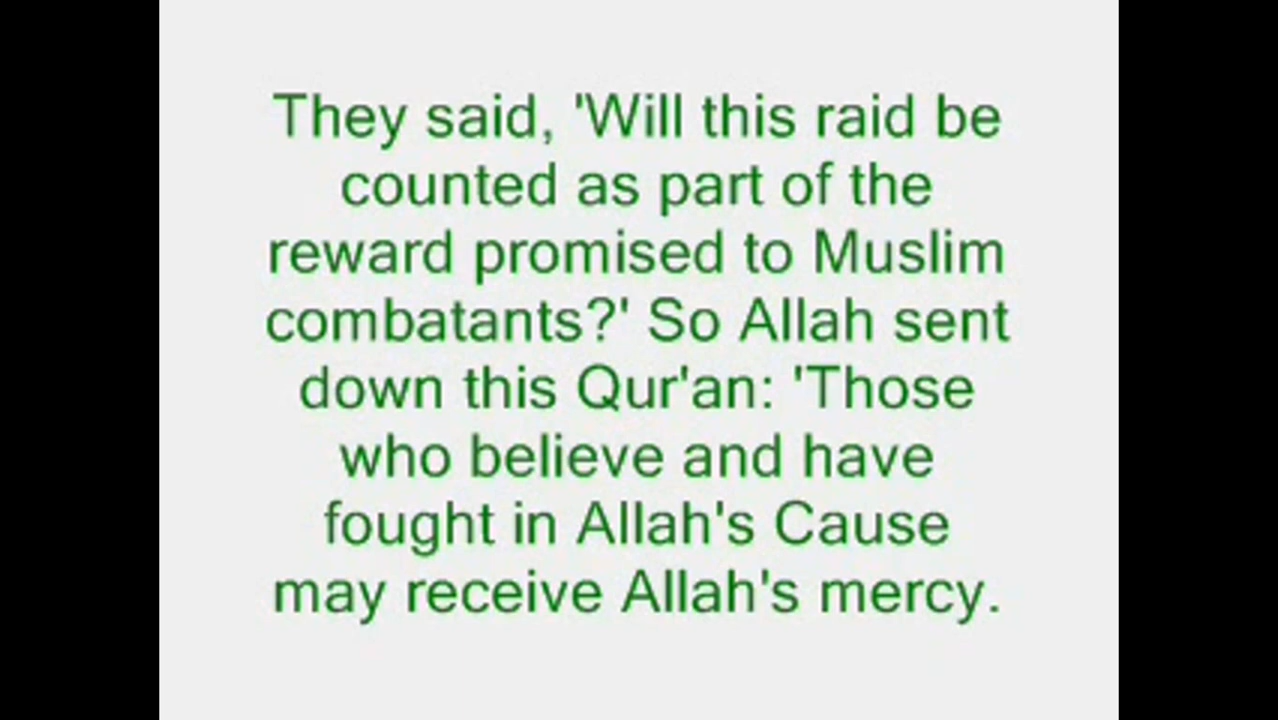 They said, 'Will this raid be
counted as part of the
reward promised to Muslim
combatants?' So Allah sent
down this Qur'an: 'Those
who believe and have
fought in Allah's Cause
may receive Allah's mercy.